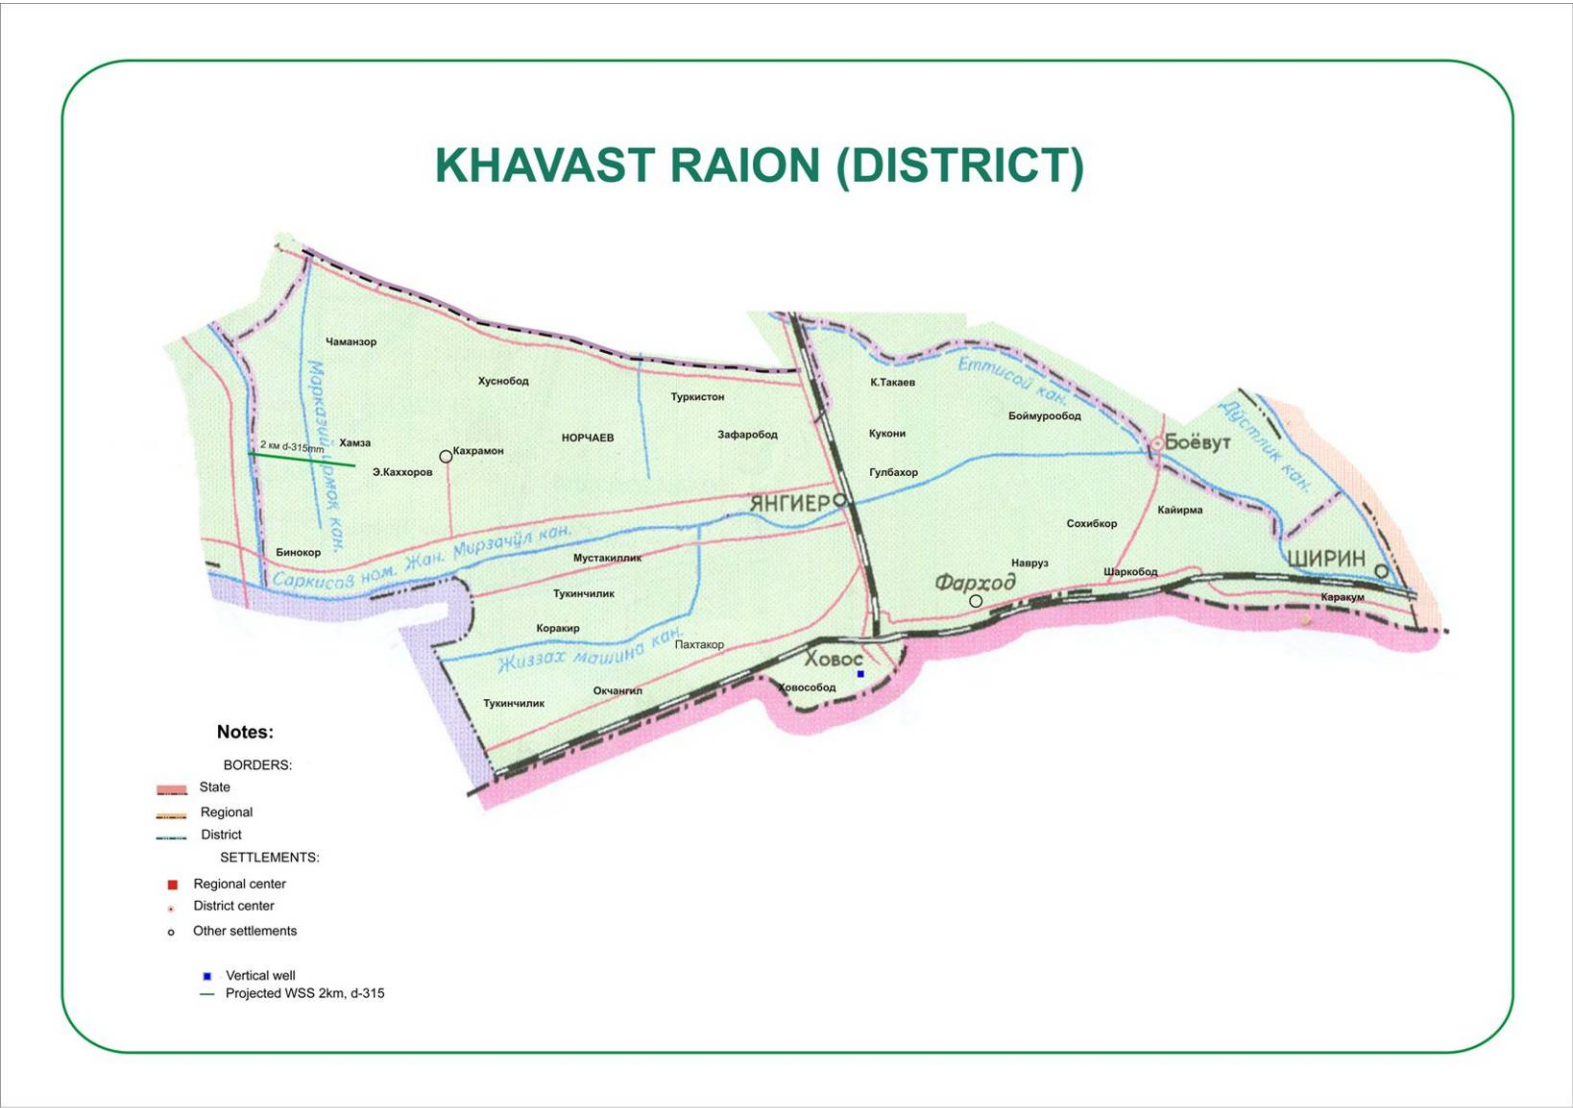 KHAVAST RAION (DISTRICT)
Чаманзор
Хуснобод
Туркистон
К.Такаев
Еттисой кан.
Боймурообод
Дўстлик кан.
Марказий ирмок кан.
2 км d-315mm
Хамза
Кахрамон
НОРЧАЕВ
Зафаробод
Кукони
Боёвут
Э.Каххоров
Гулбахор
ЯНГИЕР
Кайирма
Сохибкор
Бинокор
Саркисов ном. Жан. Мирзачўл кан.
Мустакиллик
Навруз
Шаркобод
ШИРИН
Фарход
Тукинчилик
Каракум
Коракир
Жиззах машина кан.
Пахтакор
Ховос
Окчангил
Ховособод
Тукинчилик
Notes:
BORDERS:
State
Regional
District
SETTLEMENTS:
Regional center
District center
Other settlements
Vertical well
Projected WSS 2km, d-315